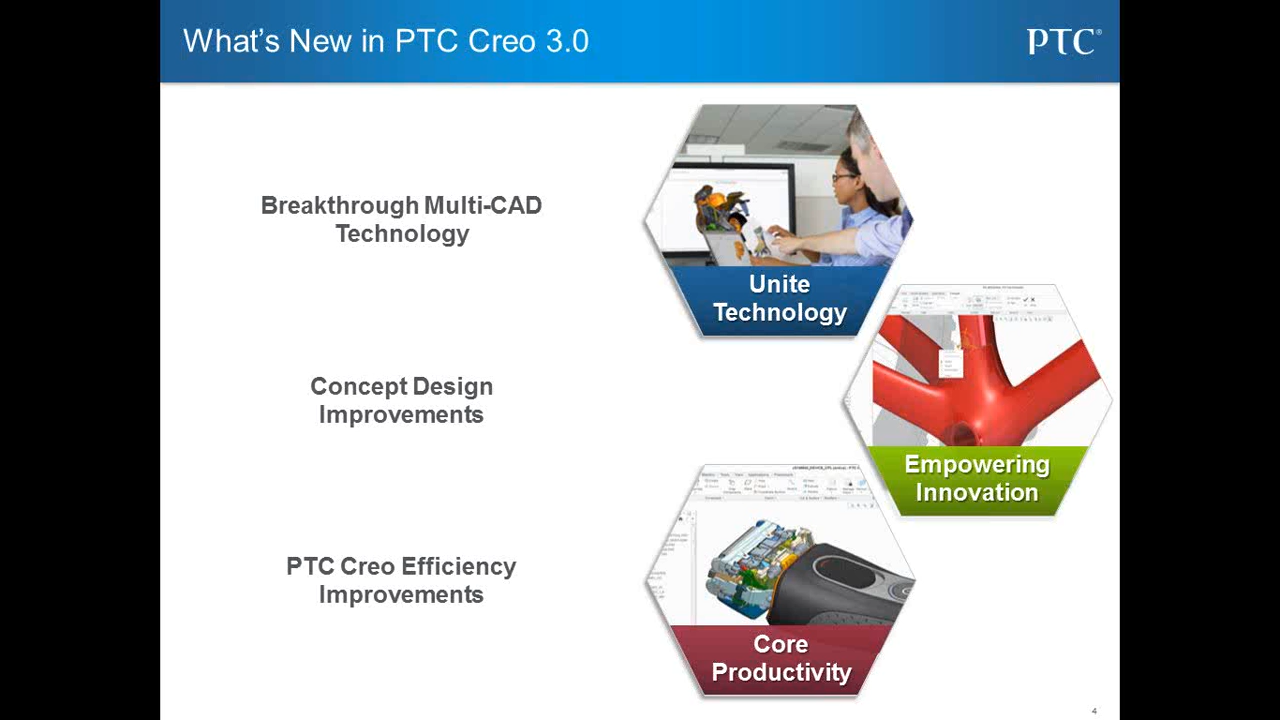 What's New in PTC Creo 3.0
PTC®
Breakthrough Multi-CAD
Technology
Unite
Technology
Concept Design
Improvements
Empowering
Innovation
PTC Creo Efficiency
Improvements
Core
Productivity
4